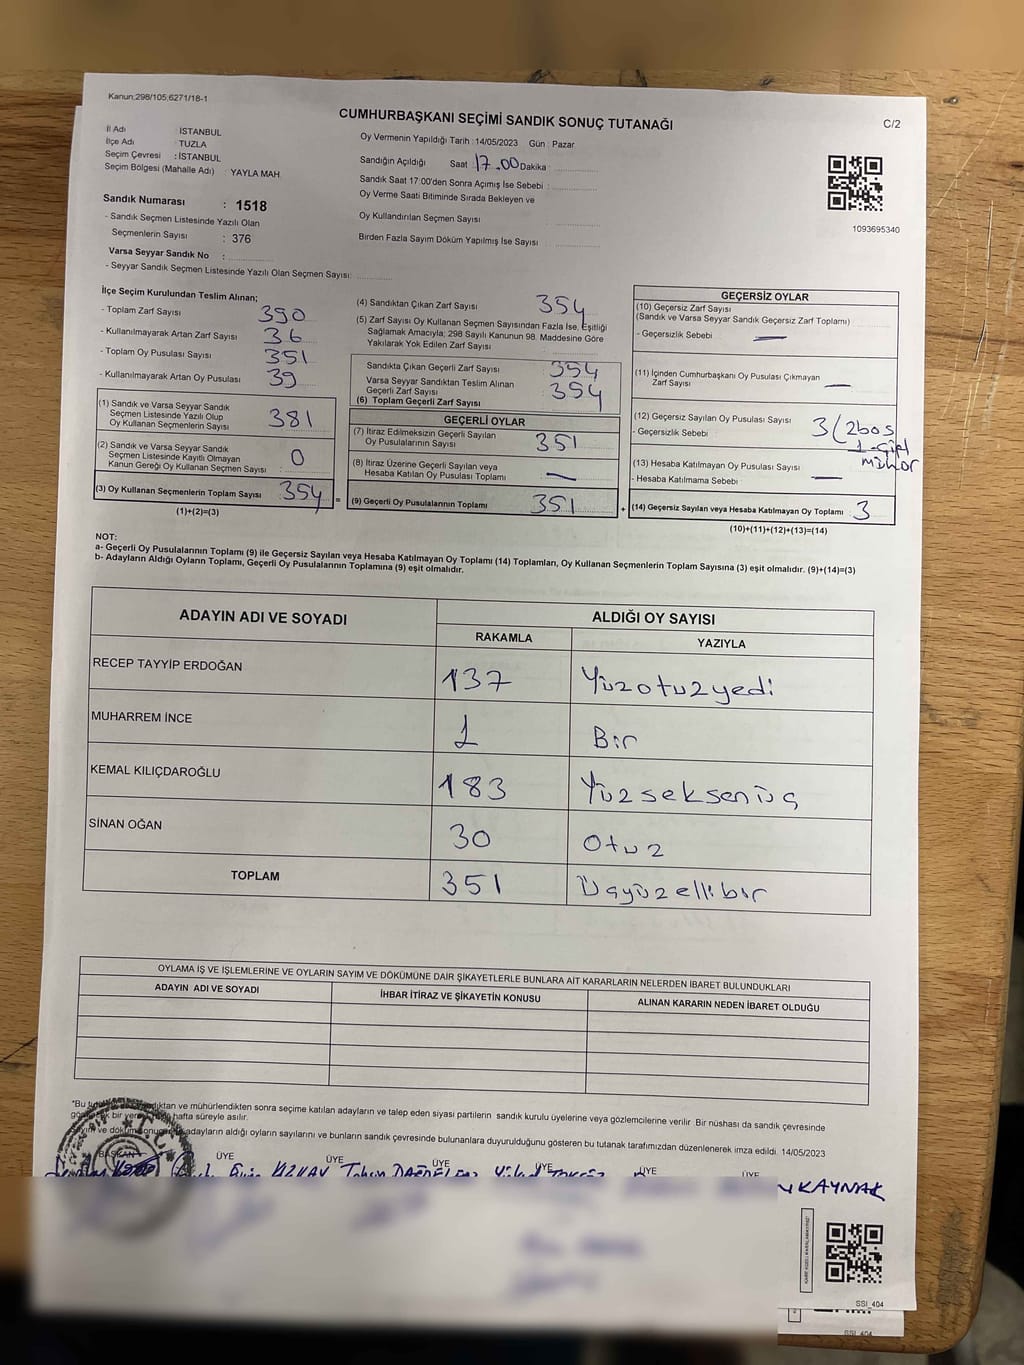 Kanun:298/105,6271/18-1
CUMHURBAŞKANI SEÇİMİ SANDIK SONUÇ TUTANAĞI
C/2
İl Adı : İSTANBUL
İlçe Adı : TUZLA
Seçim Çevresi : İSTANBUL
Seçim Bölgesi (Mahalle Adı) : YAYLA MAH.
Sandık Numarası : 1518
- Sandık Seçmen Listesinde Yazılı Olan
Seçmenlerin Sayısı : 376
Varsa Seyyar Sandık No :
- Seyyar Sandık Seçmen Listesinde Yazılı Olan Seçmen Sayısı:
Oy Vermenin Yapıldığı Tarih : 14/05/2023 Gün : Pazar
Sandığın Açıldığı Saat 17.00 Dakika :
Sandık Saat 17:00'den Sonra Açımış İse Sebebi :
Oy Verme Saati Bitiminde Sırada Bekleyen ve
Oy Kullandırılan Seçmen Sayısı
Birden Fazla Sayım Döküm Yapılmış İse Sayısı
1093695340
İlçe Seçim Kurulundan Teslim Alınan;
- Toplam Zarf Sayısı 390
- Kullanılmayarak Artan Zarf Sayısı 36
- Toplam Oy Pusulası Sayısı 351
- Kullanılmayarak Artan Oy Pusulası 39
(1) Sandık ve Varsa Seyyar Sandık
Seçmen Listesinde Yazılı Olup
Oy Kullanan Seçmenlerin Sayısı 381
(2) Sandık ve Varsa Seyyar Sandık
Seçmen Listesinde Kayıtlı Olmayan
Kanun Gereği Oy Kullanan Seçmen Sayısı : 0
(3) Oy Kullanan Seçmenlerin Toplam Sayısı 354 =
(1)+(2)=(3)
(4) Sandıktan Çıkan Zarf Sayısı 354
(5) Zarf Sayısı Oy Kullanan Seçmen Sayısından Fazla İse, Eşitliği
Sağlamak Amacıyla; 298 Sayılı Kanunun 98. Maddesine Göre
Yakılarak Yok Edilen Zarf Sayısı
Sandıkta Çıkan Geçerli Zarf Sayısı 354
Varsa Seyyar Sandıktan Teslim Alınan
Geçerli Zarf Sayısı 354
(6) Toplam Geçerli Zarf Sayısı
GEÇERLİ OYLAR
(7) İtiraz Edilmeksizin Geçerli Sayılan
Oy Pusulalarının Sayısı 351
(8) İtiraz Üzerine Geçerli Sayılan veya
Hesaba Katılan Oy Pusulası Toplamı —
(9) Geçerli Oy Pusulalarının Toplamı 351 +
GEÇERSİZ OYLAR
(10) Geçersiz Zarf Sayısı
(Sandık ve Varsa Seyyar Sandık Geçersiz Zarf Toplamı)
- Geçersizlik Sebebi —
(11) İçinden Cumhurbaşkanı Oy Pusulası Çıkmayan
Zarf Sayısı —
(12) Geçersiz Sayılan Oy Pusulası Sayısı 3 (2boş
- Geçersizlik Sebebi 1-çift
mühür
(13) Hesaba Katılmayan Oy Pusulası Sayısı
- Hesaba Katılmama Sebebi —
(14) Geçersiz Sayılan veya Hesaba Katılmayan Oy Toplamı 3
(10)+(11)+(12)+(13)=(14)
NOT:
a- Geçerli Oy Pusulalarının Toplamı (9) ile Geçersiz Sayılan veya Hesaba Katılmayan Oy Toplamı (14) Toplamları, Oy Kullanan Seçmenlerin Toplam Sayısına (3) eşit olmalıdır. (9)+(14)=(3)
b- Adayların Aldığı Oyların Toplamı, Geçerli Oy Pusulalarının Toplamına (9) eşit olmalıdır.
ADAYIN ADI VE SOYADI ALDIĞI OY SAYISI
RAKAMLA YAZIYLA
RECEP TAYYİP ERDOĞAN 137 Yüzotuzyedi
MUHARREM İNCE 1 Bir
KEMAL KILIÇDAROĞLU 183 Yüzseksenüç
SİNAN OĞAN 30 Otuz
TOPLAM 351 Üçyüzellibir
OYLAMA İŞ VE İŞLEMLERİNE VE OYLARIN SAYIM VE DÖKÜMÜNE DAİR ŞİKAYETLERLE BUNLARA AİT KARARLARIN NELERDEN İBARET BULUNDUKLARI
ADAYIN ADI VE SOYADI İHBAR İTİRAZ VE ŞİKAYETİN KONUSU ALINAN KARARIN NEDEN İBARET OLDUĞU
*Bu ve mühürlendikten sonra seçime katılan adayların ve talep eden siyasi partilerin sandık kurulu üyelerine veya gözlemcilerine verilir. Bir nüshası da sandık çevresinde
bir hafta süreyle asılır.
ve adayların aldığı oyların sayılarını ve bunların sandık çevresinde bulunanlara duyurulduğunu gösteren bu tutanak tarafımızdan düzenlenerek imza edildi. 14/05/2023
T.C.
BAŞKAN ÜYE ÜYE ÜYE ÜYE ÜYE ÜYE
KAYNAK
SSI_404
SSI_404